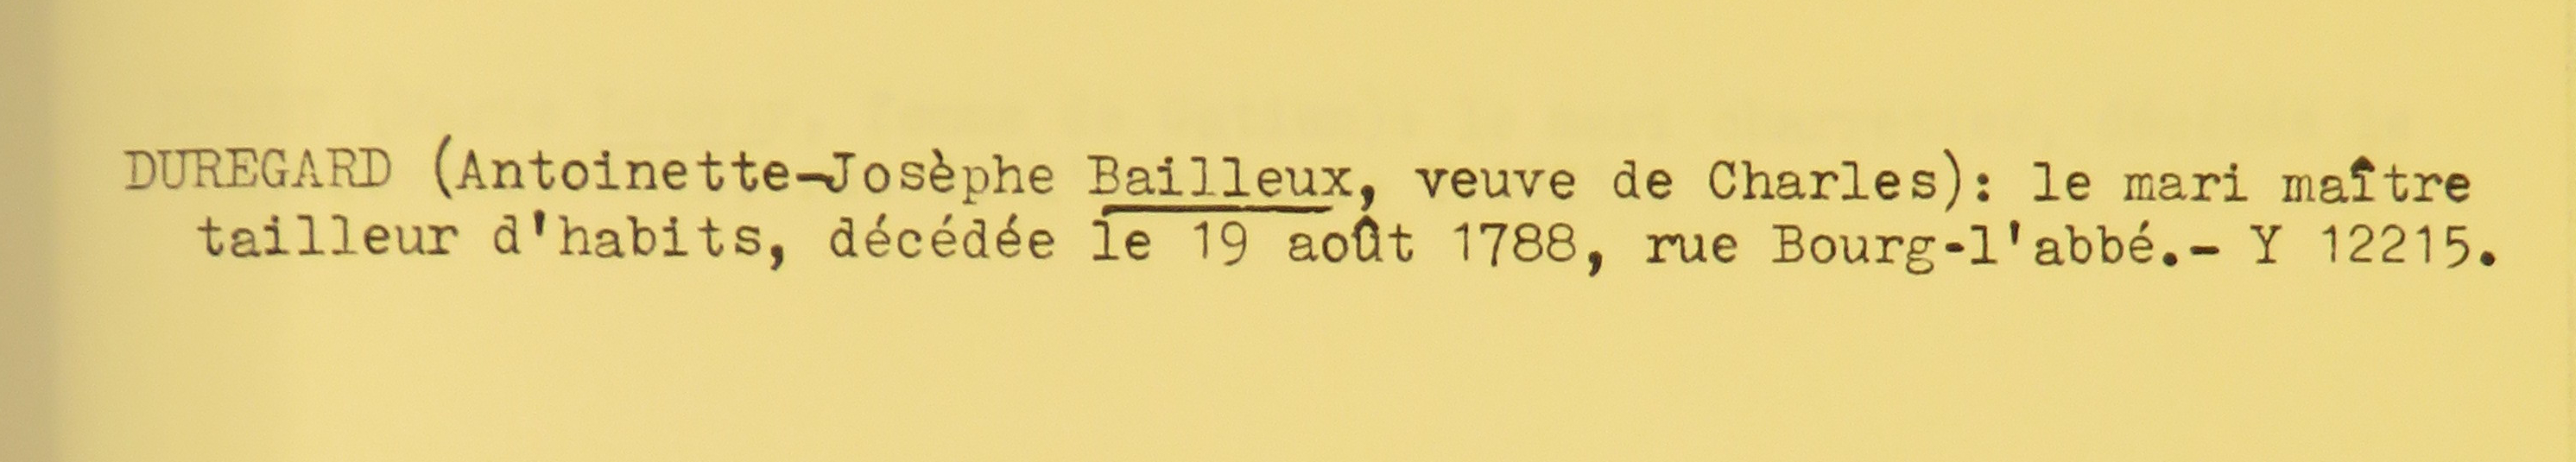 DUREGARD (Antoinette-Josèphe Bailleux, veuve de Charles): le mari maître
tailleur d'habits, décédée le 19 août 1788, rue Bourg-l'abbé.- Y 12215.